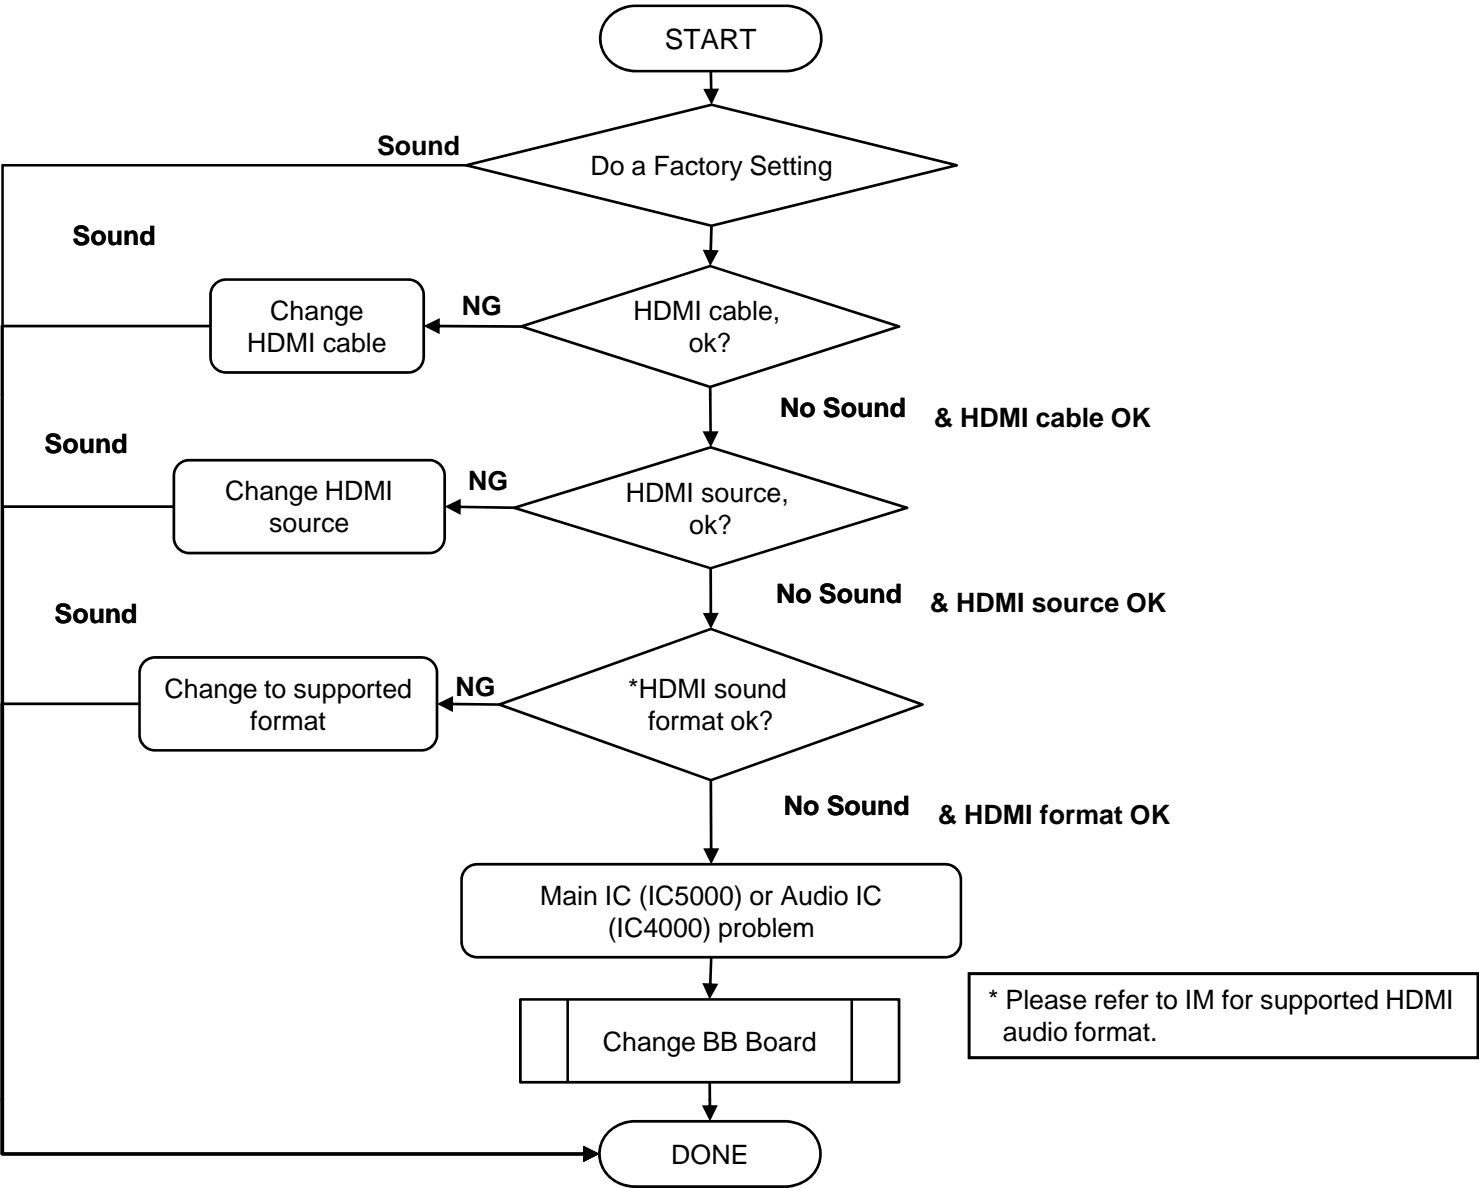 START
Sound
Do a Factory Setting
Sound
Change
HDMI cable
NG
HDMI cable,
ok?
No Sound & HDMI cable OK
Sound
Change HDMI
source
NG
HDMI source,
ok?
No Sound & HDMI source OK
Sound
Change to supported
format
NG
*HDMI sound
format ok?
No Sound & HDMI format OK
Main IC (IC5000) or Audio IC
(IC4000) problem
* Please refer to IM for supported HDMI
audio format.
Change BB Board
DONE